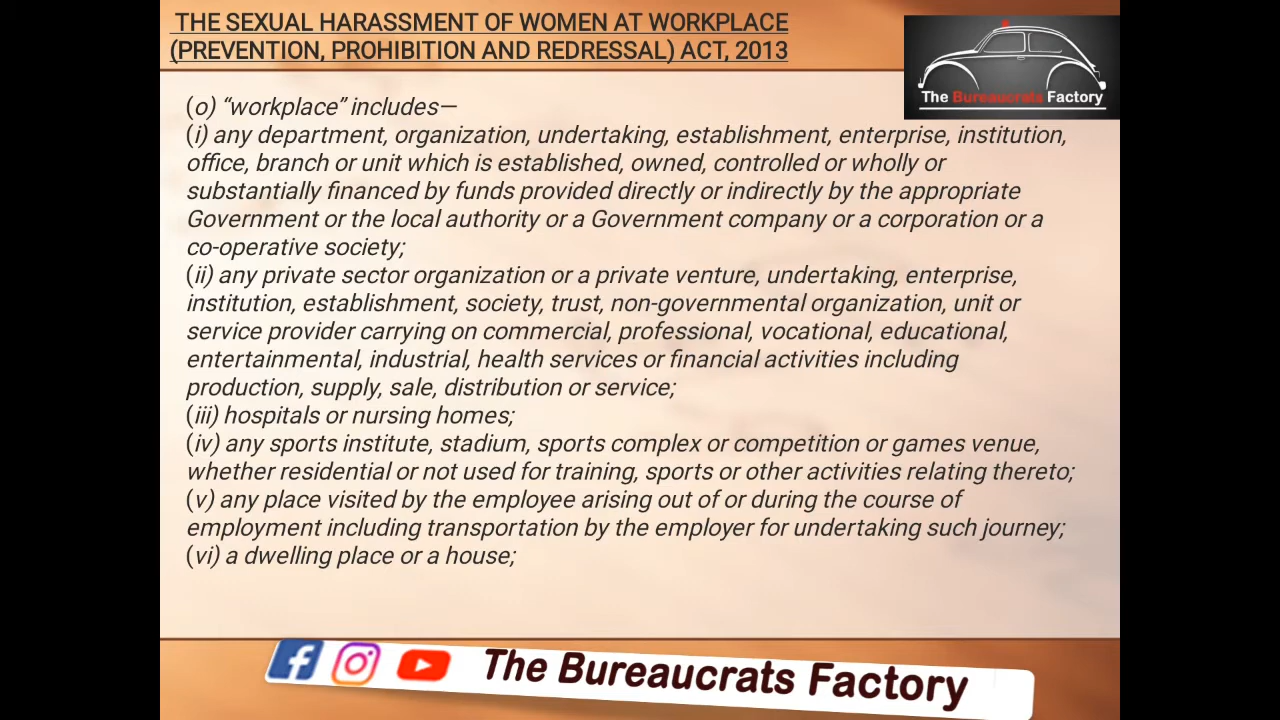 THE SEXUAL HARASSMENT OF WOMEN AT WORKPLACE
(PREVENTION, PROHIBITION AND REDRESSAL) ACT, 2013
The Bureaucrats Factory
(o) “workplace” includes—
(i) any department, organization, undertaking, establishment, enterprise, institution,
office, branch or unit which is established, owned, controlled or wholly or
substantially financed by funds provided directly or indirectly by the appropriate
Government or the local authority or a Government company or a corporation or a
co-operative society;
(ii) any private sector organization or a private venture, undertaking, enterprise,
institution, establishment, society, trust, non-governmental organization, unit or
service provider carrying on commercial, professional, vocational, educational,
entertainmental, industrial, health services or financial activities including
production, supply, sale, distribution or service;
(iii) hospitals or nursing homes;
(iv) any sports institute, stadium, sports complex or competition or games venue,
whether residential or not used for training, sports or other activities relating thereto;
(v) any place visited by the employee arising out of or during the course of
employment including transportation by the employer for undertaking such journey;
(vi) a dwelling place or a house;
The Bureaucrats Factory